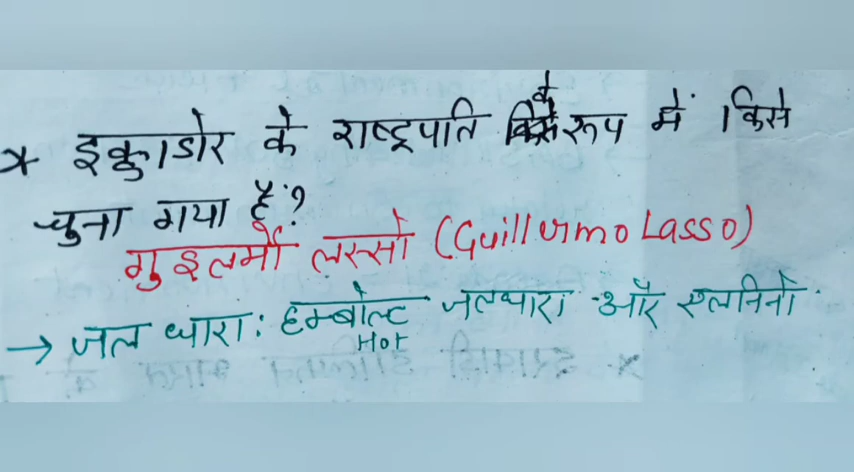 * इक्वाडोर के राष्ट्रपति के रूप में किसे
चुना गया है?
गुइलर्मो लस्सो (Guillermo Lasso)
→ जल धारा: हम्बोल्ट जलधारा और एलनिनो
Hot